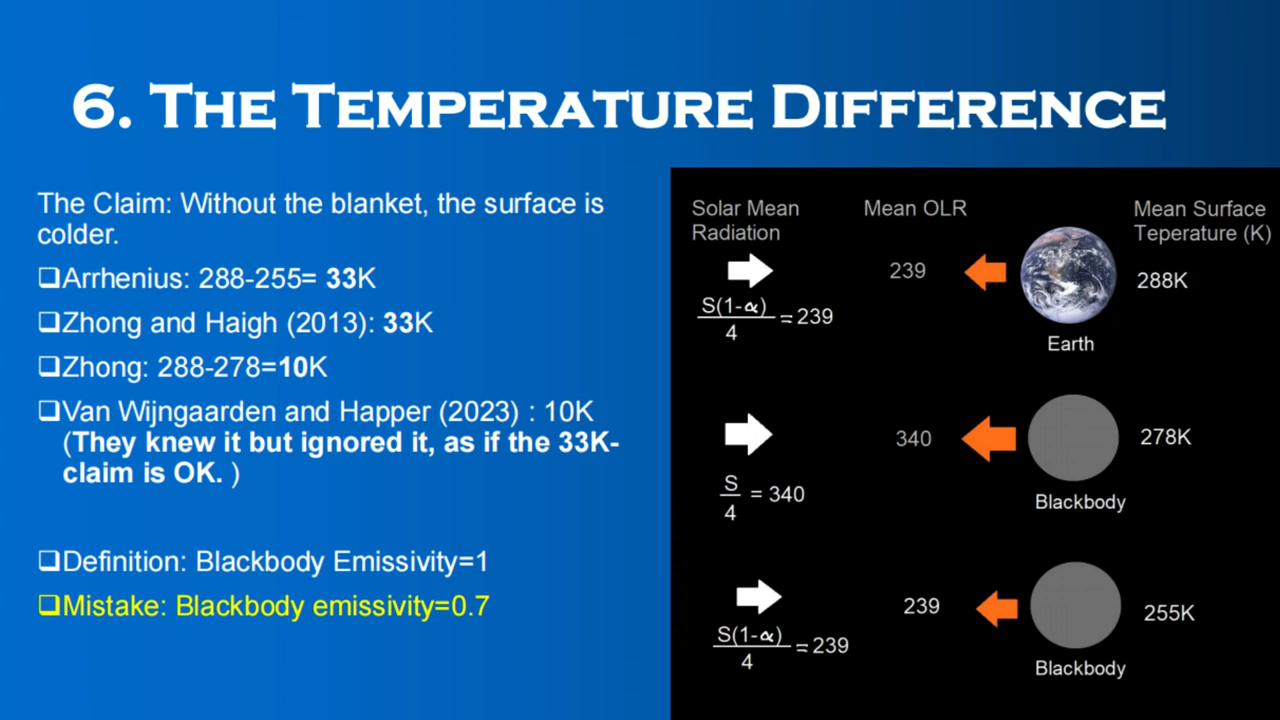 6. THE TEMPERATURE DIFFERENCE
The Claim: Without the blanket, the surface is
colder.
❑Arrhenius: 288-255= 33K
❑Zhong and Haigh (2013): 33K
❑Zhong: 288-278=10K
❑Van Wijngaarden and Happer (2023) : 10K
(They knew it but ignored it, as if the 33K-
claim is OK. )
❑Definition: Blackbody Emissivity=1
❑Mistake: Blackbody emissivity=0.7
Solar Mean
Radiation
Mean OLR
Mean Surface
Teperature (K)
S(1-α)
4
=239
239
288K
Earth
S
4
= 340
340
278K
Blackbody
S(1-α)
4
=239
239
255K
Blackbody